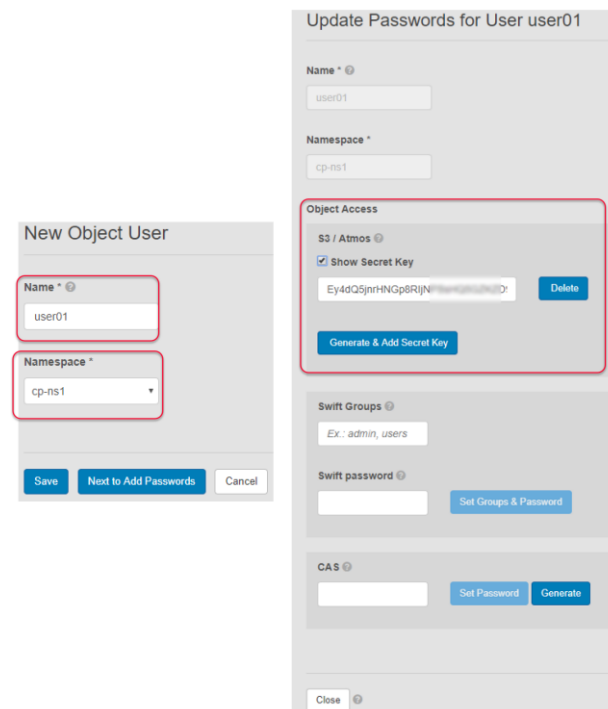 New Object User
Name *
user01
Namespace *
cp-ns1
Save Next to Add Passwords Cancel
Update Passwords for User user01
Name *
user01
Namespace *
cp-ns1
Object Access
S3 / Atmos
Show Secret Key
Delete
Generate & Add Secret Key
Swift Groups
Ex.: admin, users
Swift password
Set Groups & Password
CAS
Set Password Generate
Close